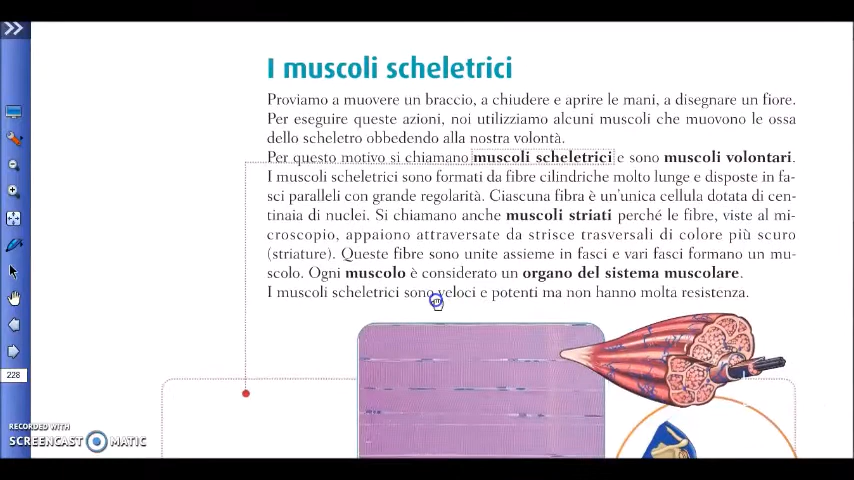 I muscoli scheletrici
Proviamo a muovere un braccio, a chiudere e aprire le mani, a disegnare un fiore.
Per eseguire queste azioni, noi utilizziamo alcuni muscoli che muovono le ossa
dello scheletro obbedendo alla nostra volontà.
Per questo motivo si chiamano muscoli scheletrici e sono muscoli volontari.
I muscoli scheletrici sono formati da fibre cilindriche molto lunge e disposte in fa-
sci paralleli con grande regolarità. Ciascuna fibra è un'unica cellula dotata di cen-
tinaia di nuclei. Si chiamano anche muscoli striati perché le fibre, viste al mi-
croscopio, appaiono attraversate da strisce trasversali di colore più scuro
(striature). Queste fibre sono unite assieme in fasci e vari fasci formano un mu-
scolo. Ogni muscolo è considerato un organo del sistema muscolare.
I muscoli scheletrici sono veloci e potenti ma non hanno molta resistenza.
228
RECORDED WITH
SCREENCAST MATIC